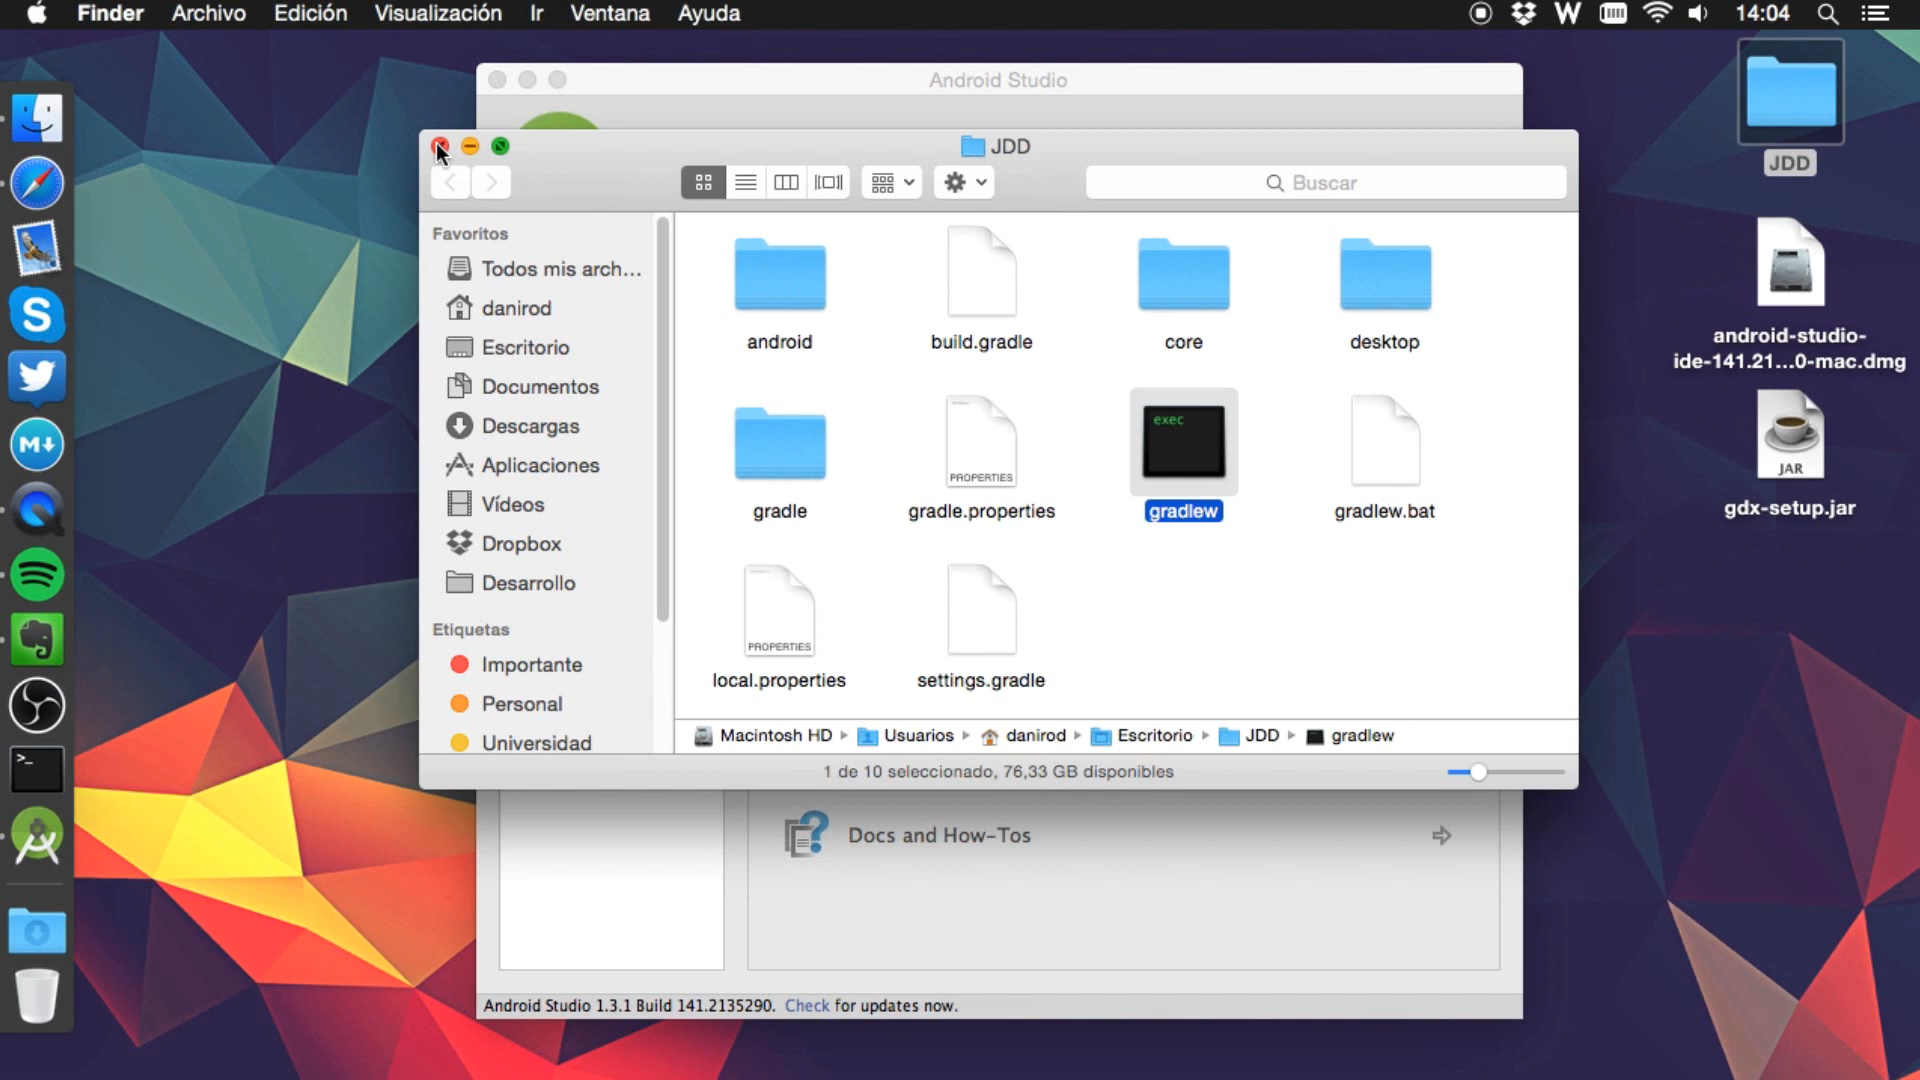 Finder Archivo Edición Visualización Ir Ventana Ayuda
W 14:04
Android Studio
JDD
Buscar
Favoritos
Todos mis arch...
danirod
Escritorio
Documentos
Descargas
Aplicaciones
Vídeos
Dropbox
Desarrollo
Etiquetas
Importante
Personal
Universidad
android
build.gradle
core
desktop
gradle
PROPERTIES
gradle.properties
exec
gradlew
gradlew.bat
PROPERTIES
local.properties
settings.gradle
Macintosh HD Usuarios danirod Escritorio JDD gradlew
1 de 10 seleccionado, 76,33 GB disponibles
Docs and How-Tos
Android Studio 1.3.1 Build 141.2135290. Check for updates now.
JDD
android-studio-
ide-141.21...0-mac.dmg
JAR
gdx-setup.jar
S
M
>_